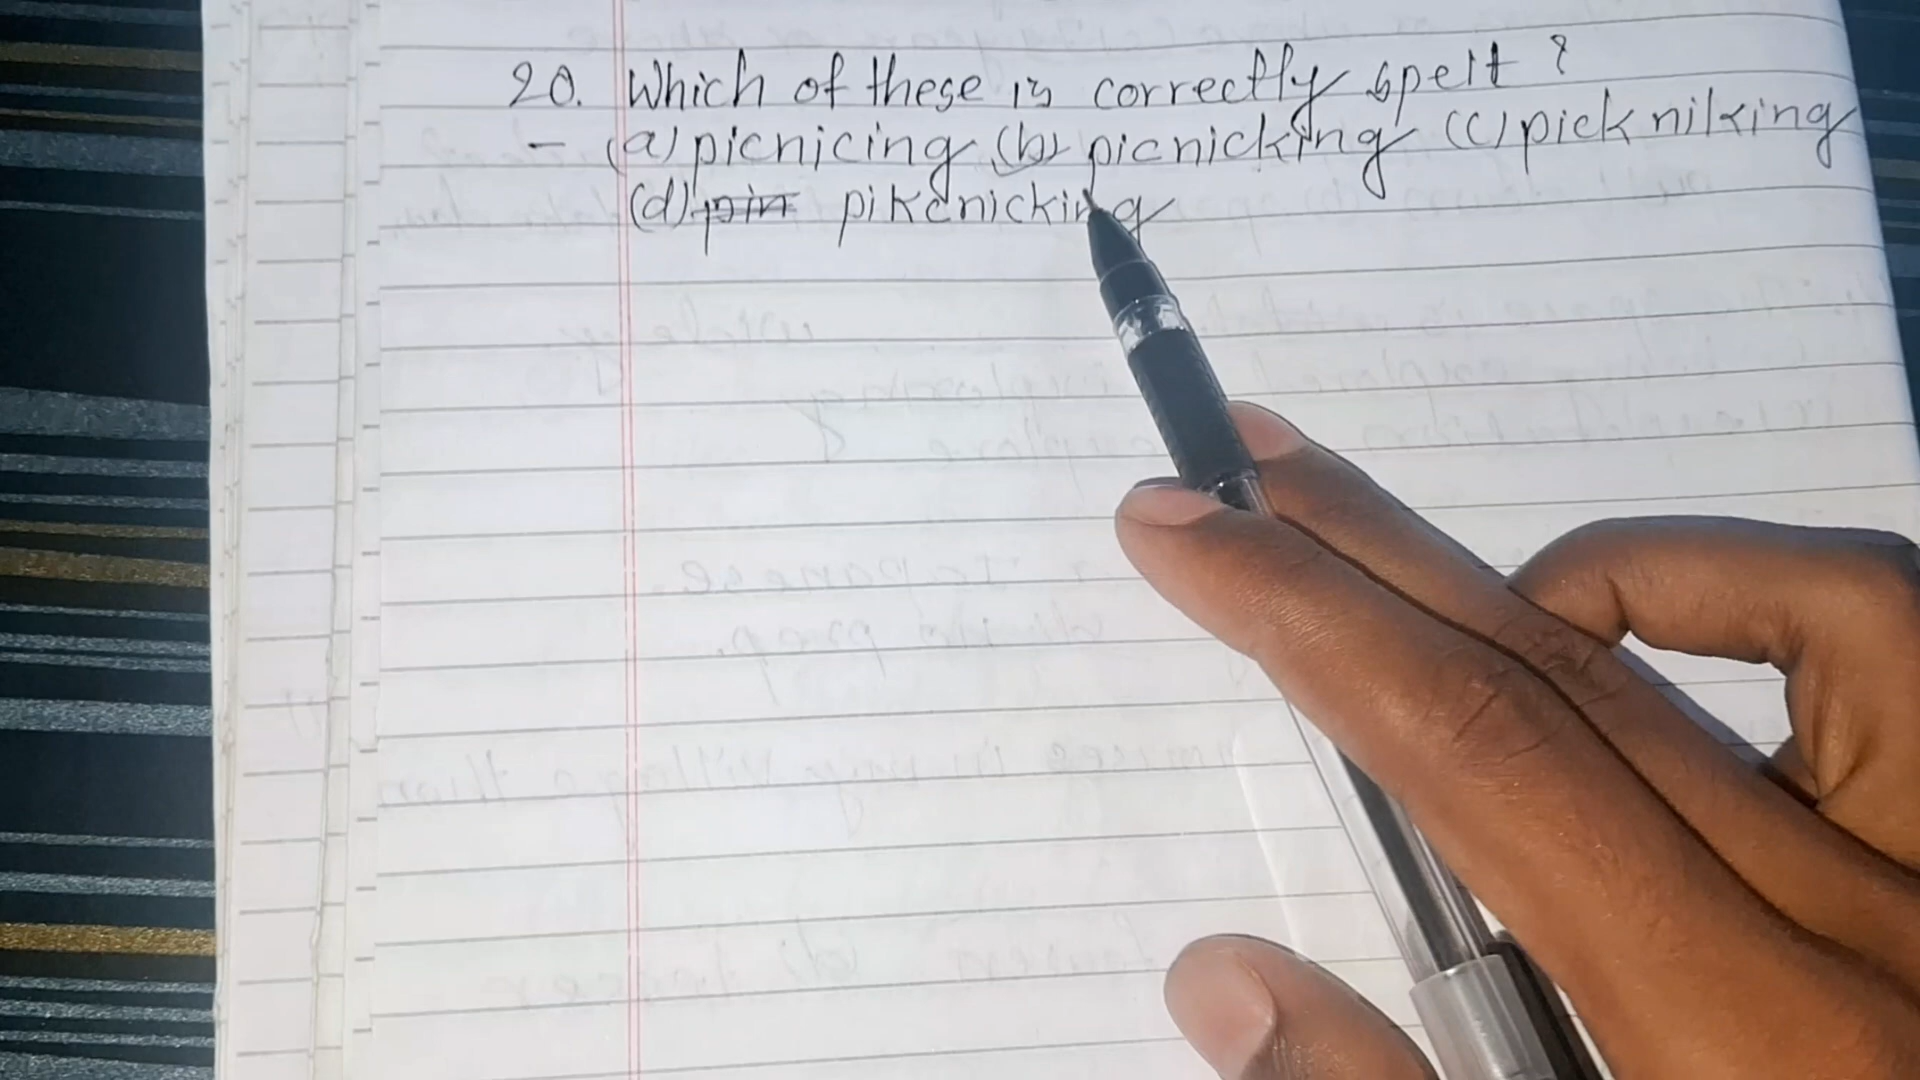 20. Which of these is correctly spelt ?
- (a) picnicing (b) picnicking (c) picknilking
(d) pin pikenicking